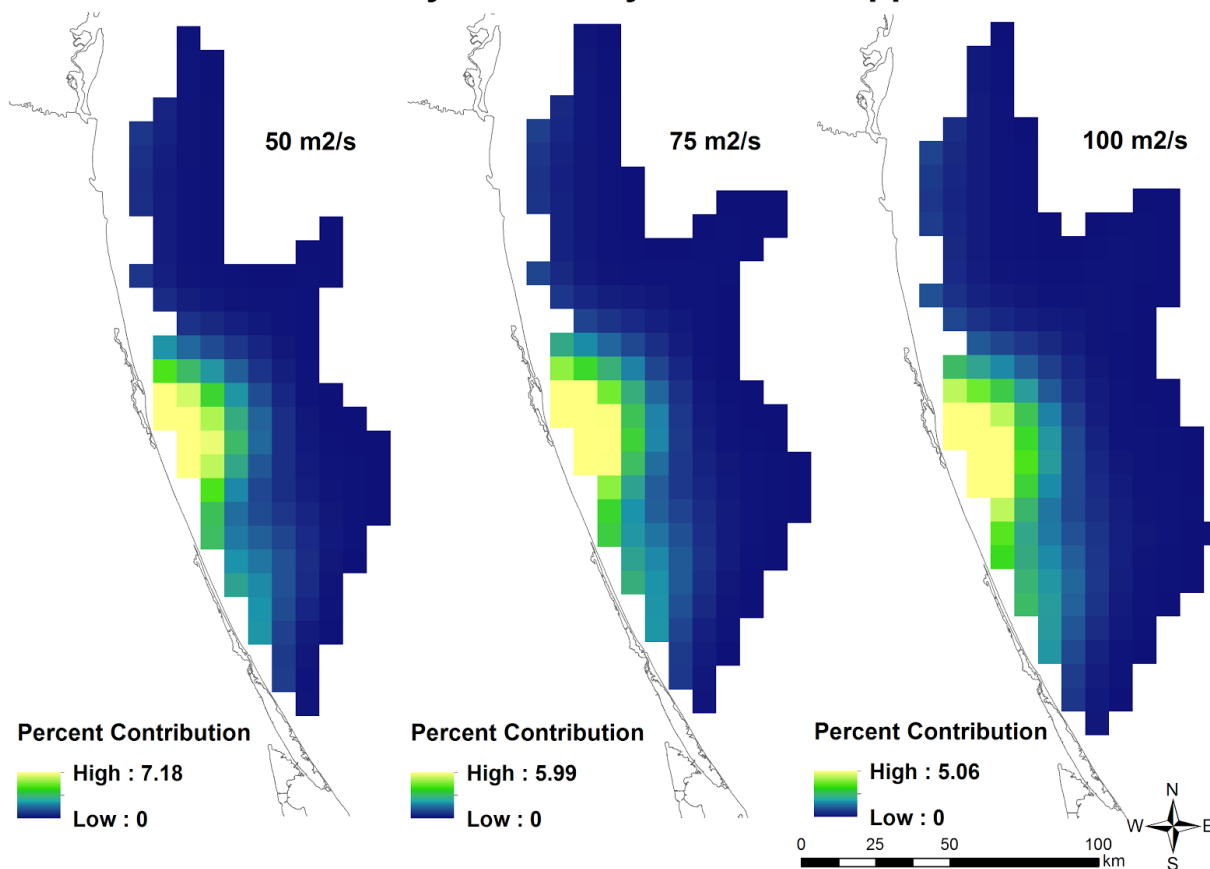 50 m2/s
75 m2/s
100 m2/s
Percent Contribution
High : 7.18
Low : 0
Percent Contribution
High : 5.99
Low : 0
Percent Contribution
High : 5.06
Low : 0
N
W
E
S
0 25 50 100
km